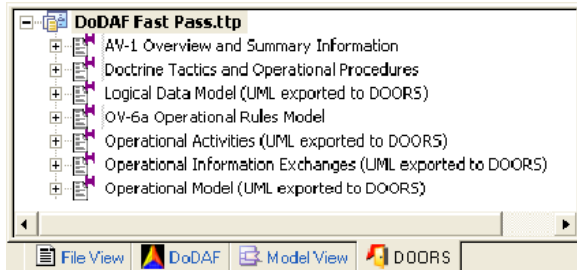 DoDAF Fast Pass.ttp
AV-1 Overview and Summary Information
Doctrine Tactics and Operational Procedures
Logical Data Model (UML exported to DOORS)
OV-6a Operational Rules Model
Operational Activities (UML exported to DOORS)
Operational Information Exchanges (UML exported to DOORS)
Operational Model (UML exported to DOORS)
File View DoDAF Model View DOORS